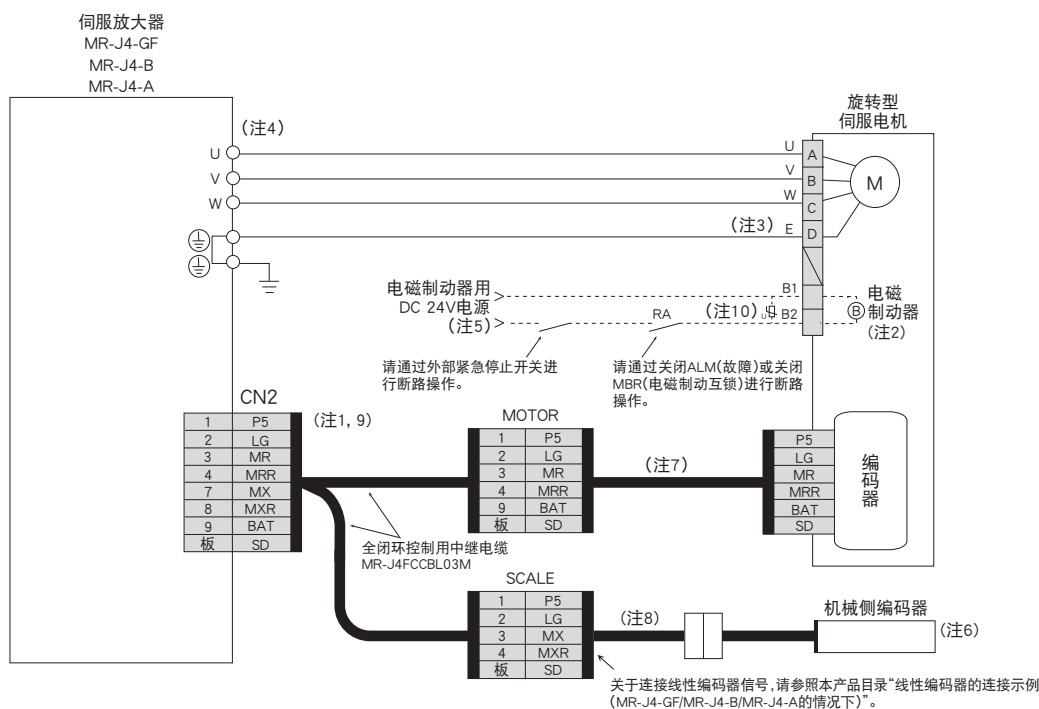 伺服放大器
MR-J4-GF
MR-J4-B
MR-J4-A
旋转型
伺服电机
(注4)
U
V
W
U
V
W
(注3) E
A
B
C
D
M
电磁制动器用
DC 24V电源
(注5)
B1
RA
(注10)
U
B2
B
电磁
制动器
(注2)
请通过外部紧急停止开关进
行断路操作。
请通过关闭ALM(故障)或关闭
MBR(电磁制动互锁)进行断路
操作。
CN2
(注1, 9)
1 P5
2 LG
3 MR
4 MRR
7 MX
8 MXR
9 BAT
板 SD
MOTOR
1 P5
2 LG
3 MR
4 MRR
9 BAT
板 SD
(注7)
P5
LG
MR
MRR
BAT
SD
编
码
器
全闭环控制用中继电缆
MR-J4FCCBL03M
SCALE
1 P5
2 LG
3 MX
4 MXR
板 SD
(注8)
机械侧编码器
(注6)
关于连接线性编码器信号,请参照本产品目录“线性编码器的连接示例
(MR-J4-GF/MR-J4-B/MR-J4-A的情况下)”。